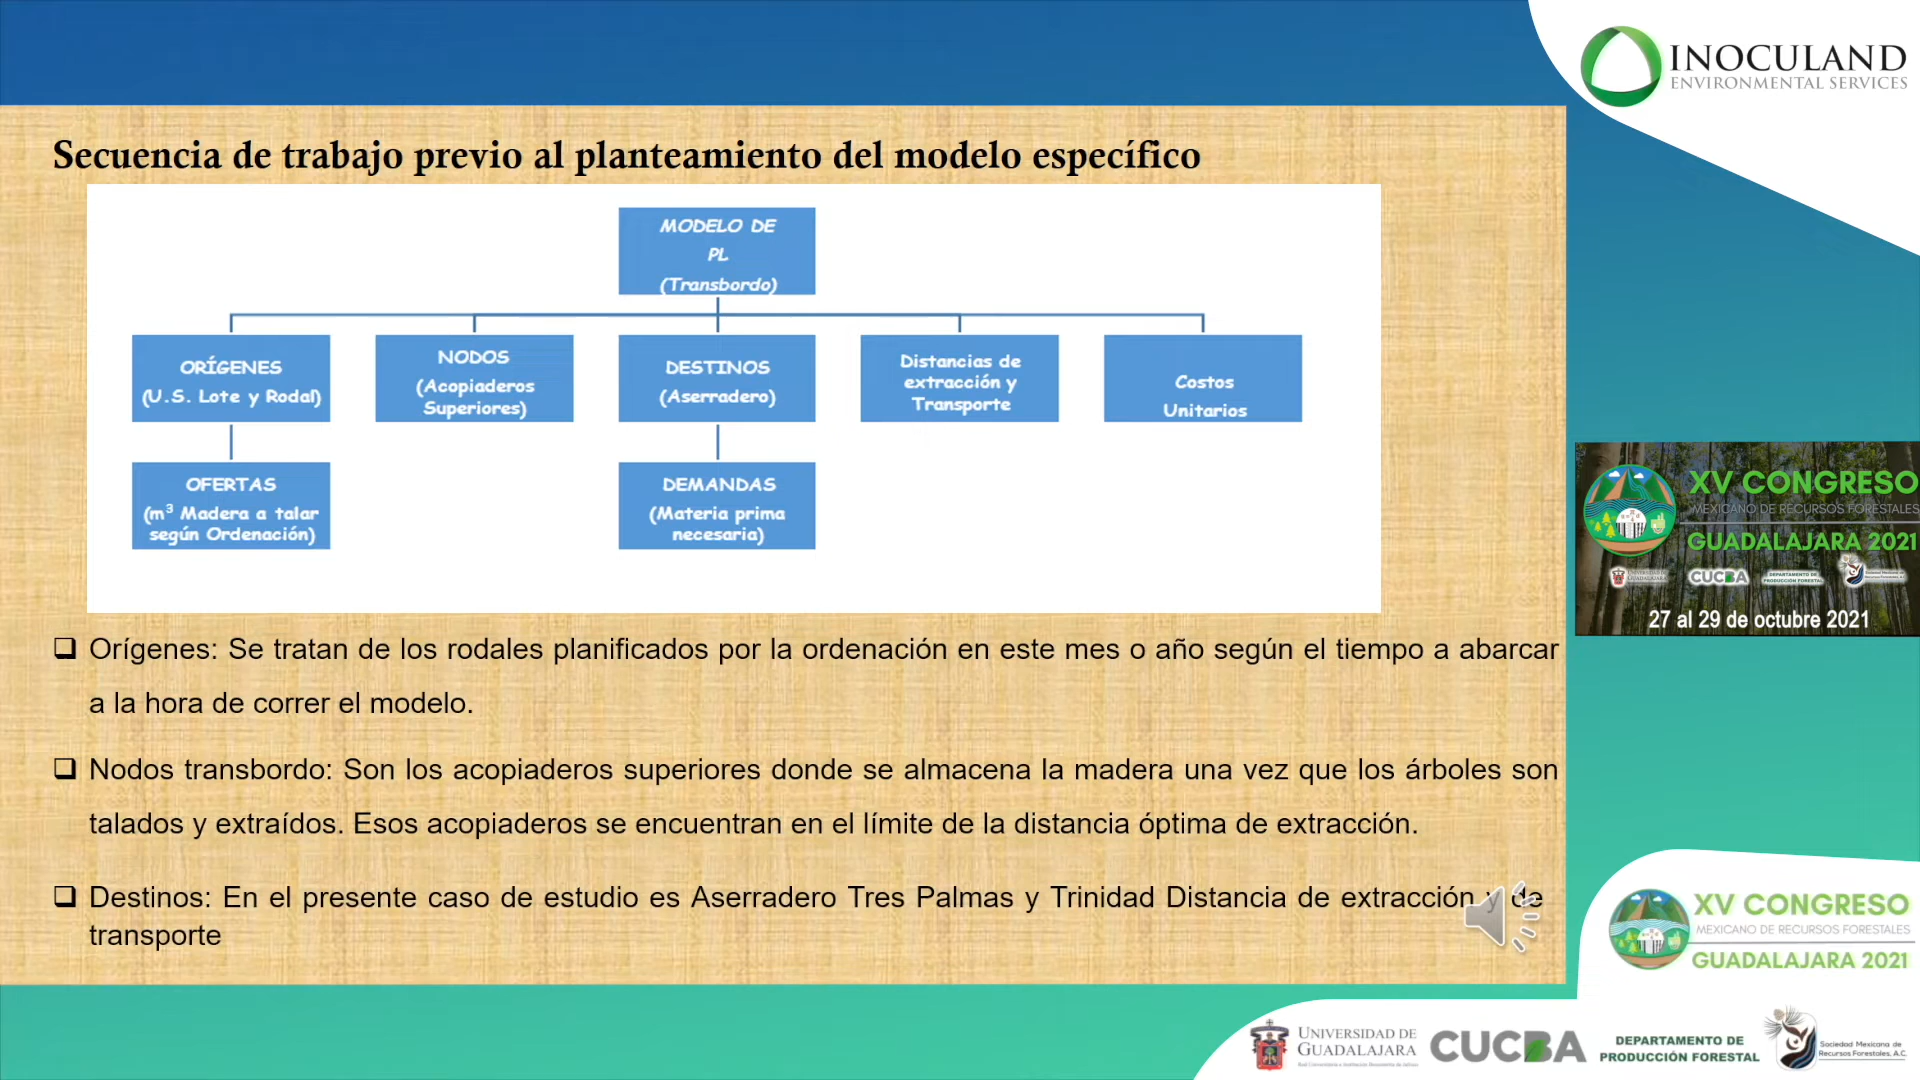 INOCULAND
ENVIRONMENTAL SERVICES
Secuencia de trabajo previo al planteamiento del modelo específico
MODELO DE
PL
(Transbordo)
ORÍGENES
(U.S. Lote y Rodal)
NODOS
(Acopiaderos
Superiores)
DESTINOS
(Aserradero)
Distancias de
extracción y
Transporte
Costos
Unitarios
OFERTAS
(m³ Madera a talar
según Ordenación)
DEMANDAS
(Materia prima
necesaria)
❑ Orígenes: Se tratan de los rodales planificados por la ordenación en este mes o año según el tiempo a abarcar
a la hora de correr el modelo.
❑ Nodos transbordo: Son los acopiaderos superiores donde se almacena la madera una vez que los árboles son
talados y extraídos. Esos acopiaderos se encuentran en el límite de la distancia óptima de extracción.
❑ Destinos: En el presente caso de estudio es Aserradero Tres Palmas y Trinidad Distancia de extracción y de
transporte
XV CONGRESO
MEXICANO DE RECURSOS FORESTALES
GUADALAJARA 2021
UNIVERSIDAD DE
GUADALAJARA
CUCBA
DEPARTAMENTO DE
PRODUCCIÓN FORESTAL
27 al 29 de octubre 2021
XV CONGRESO
MEXICANO DE RECURSOS FORESTALES
GUADALAJARA 2021
UNIVERSIDAD DE
GUADALAJARA
CUCBA
DEPARTAMENTO DE
PRODUCCIÓN FORESTAL
Sociedad Mexicana de
Recursos Forestales, A.C.